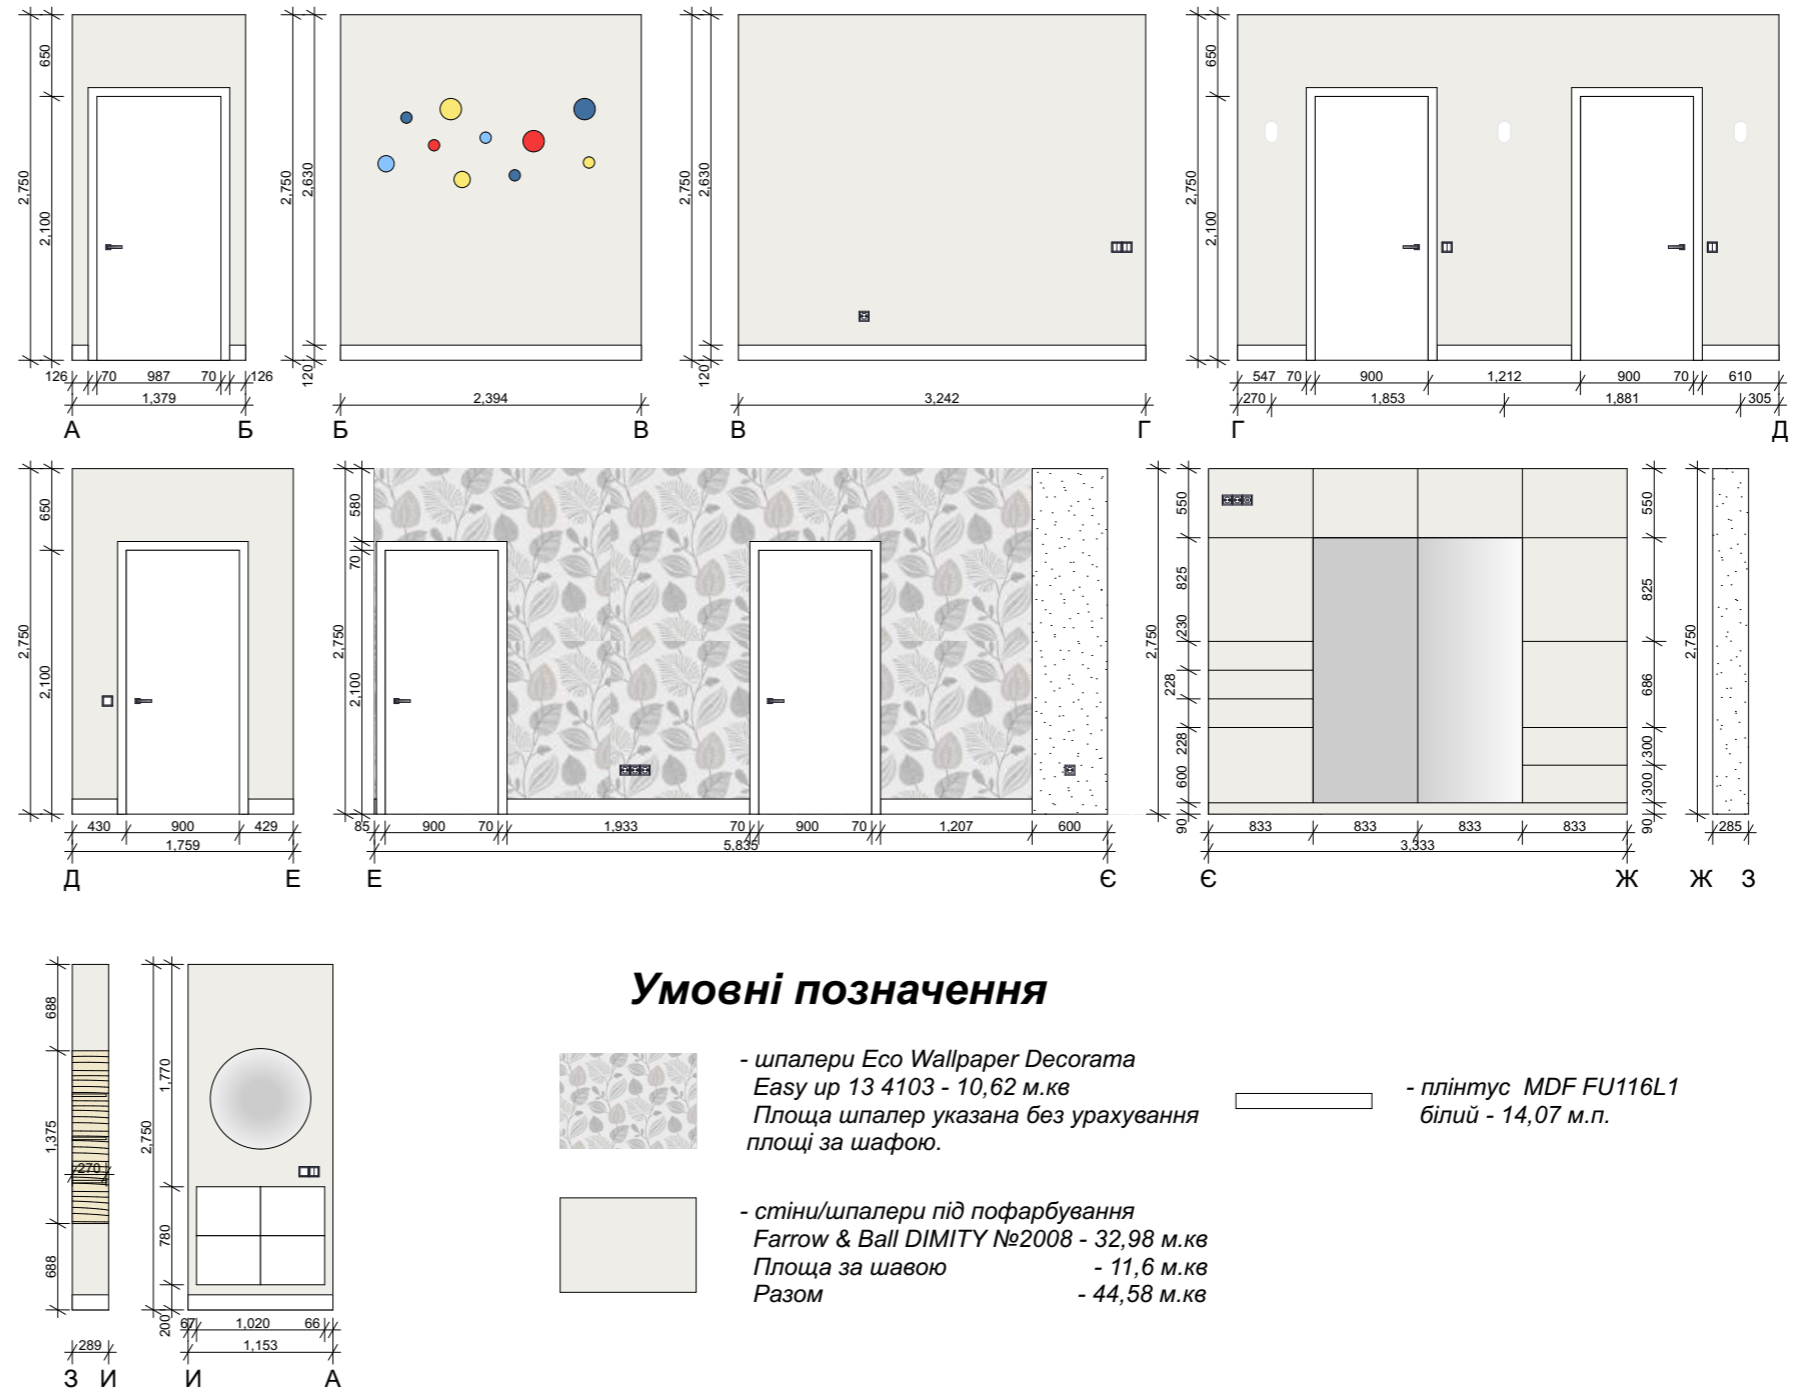 650
2,750
2,100
126
70
987
70
126
1,379
А
Б
2,750
2,630
120
2,394
Б
В
2,750
2,630
120
3,242
В
Г
650
2,750
2,100
547
70
900
1,212
900
70
610
270
1,853
1,881
305
Г
Д
650
2,750
2,100
430
900
429
1,759
Д
Е
580
70
2,750
2,100
85
900
70
1,933
70
900
70
1,207
600
5,835
Е
Є
2,750
550
825
230
228
228
600
90
550
825
686
300
300
90
833
833
833
833
3,333
Є
Ж
2,750
285
Ж
З
688
1,375
270
688
289
З
И
2,750
1,770
780
200
67
1,020
66
1,153
И
А
Умовні позначення
- шпалери Eco Wallpaper Decorama
Easy up 13 4103 - 10,62 м.кв
Площа шпалер указана без урахування
площі за шафою.
- плінтус MDF FU116L1
білий - 14,07 м.п.
- стіни/шпалери під пофарбування
Farrow & Ball DIMITY №2008 - 32,98 м.кв
Площа за шавою - 11,6 м.кв
Разом - 44,58 м.кв